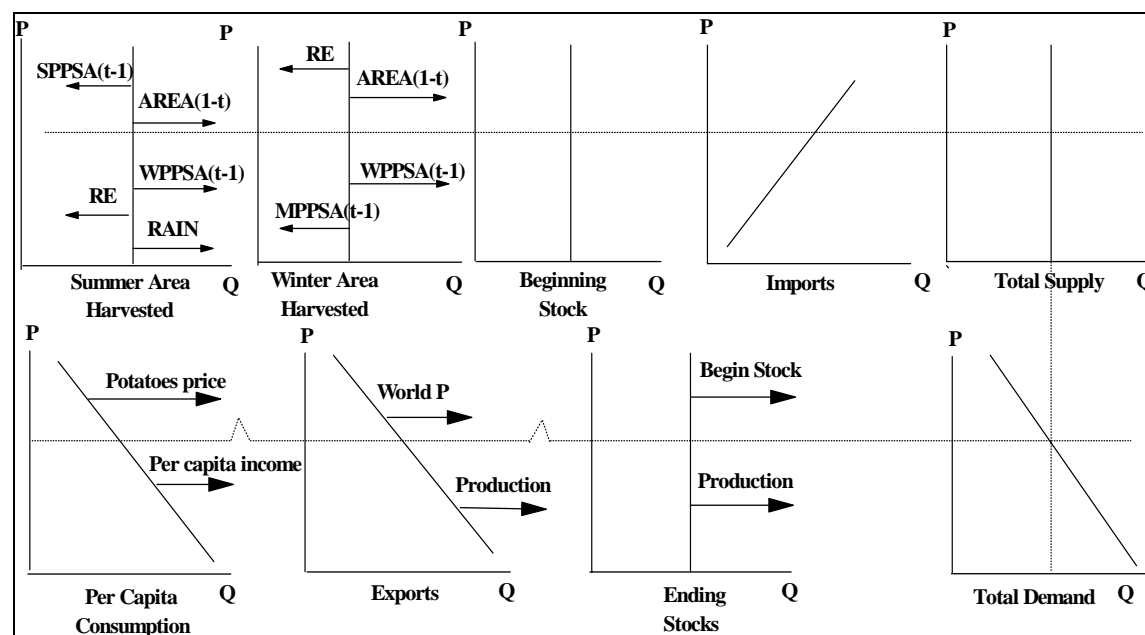 P
P
P
P
P
SPPSA(t-1)
AREA(1-t)
WPPSA(t-1)
RE
RAIN
Summer Area
Harvested
Q
RE
AREA(1-t)
WPPSA(t-1)
MPPSA(t-1)
Winter Area
Harvested
Q
Beginning
Stock
Q
Imports
Q
Total Supply
Q
P
Potatoes price
Per capita income
Per Capita
Consumption
Q
P
World P
Production
Exports
Q
P
Begin Stock
Production
Ending
Stocks
Q
P
Total Demand
Q